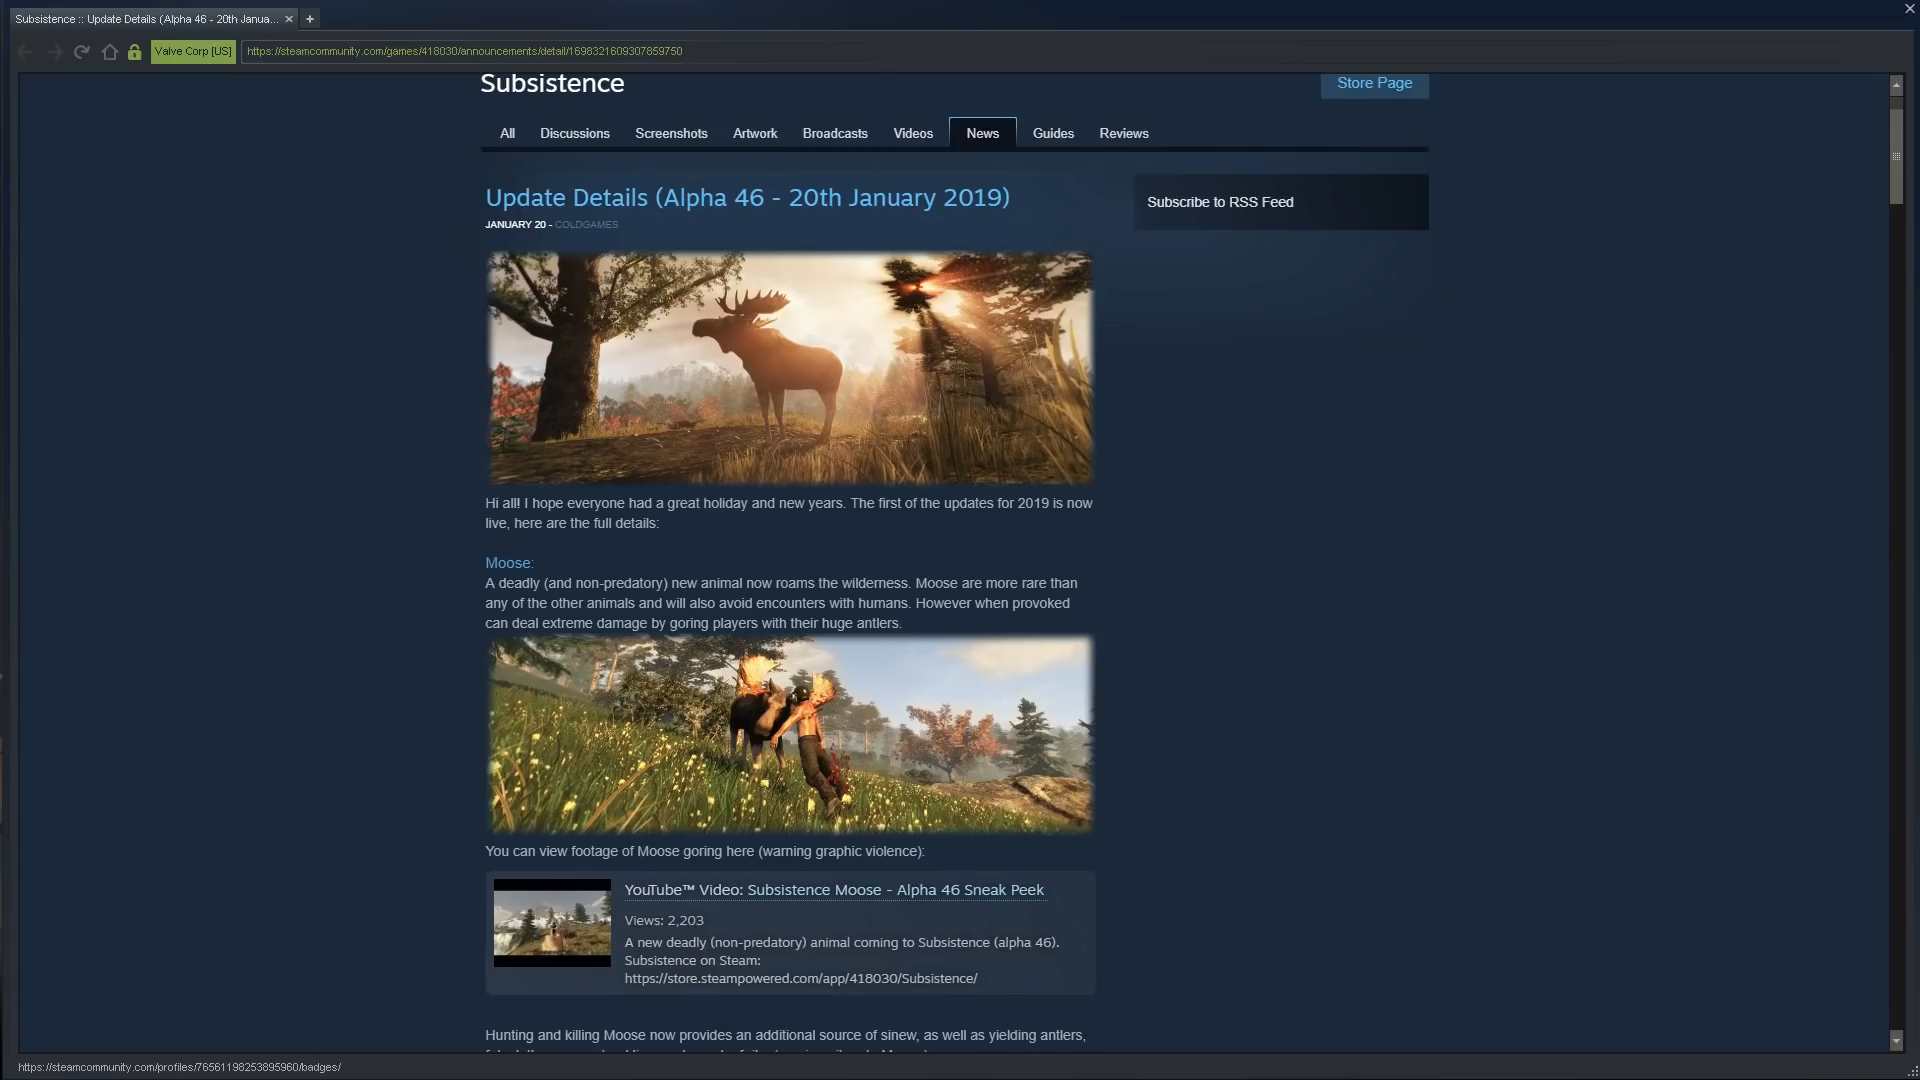 Subsistence :: Update Details (Alpha 46 - 20th Janua...
Valve Corp [US]
https://steamcommunity.com/games/418030/announcements/detail/1698321609307859750
Subsistence
Store Page
All Discussions Screenshots Artwork Broadcasts Videos News Guides Reviews
Update Details (Alpha 46 - 20th January 2019)
JANUARY 20 - COLDGAMES
Subscribe to RSS Feed
Hi all! I hope everyone had a great holiday and new years. The first of the updates for 2019 is now
live, here are the full details:
Moose:
A deadly (and non-predatory) new animal now roams the wilderness. Moose are more rare than
any of the other animals and will also avoid encounters with humans. However when provoked
can deal extreme damage by goring players with their huge antlers.
You can view footage of Moose goring here (warning graphic violence):
YouTube™ Video: Subsistence Moose - Alpha 46 Sneak Peek
Views: 2,203
A new deadly (non-predatory) animal coming to Subsistence (alpha 46).
Subsistence on Steam:
https://store.steampowered.com/app/418030/Subsistence/
Hunting and killing Moose now provides an additional source of sinew, as well as yielding antlers,
https://steamcommunity.com/profiles/76561198253895960/badges/